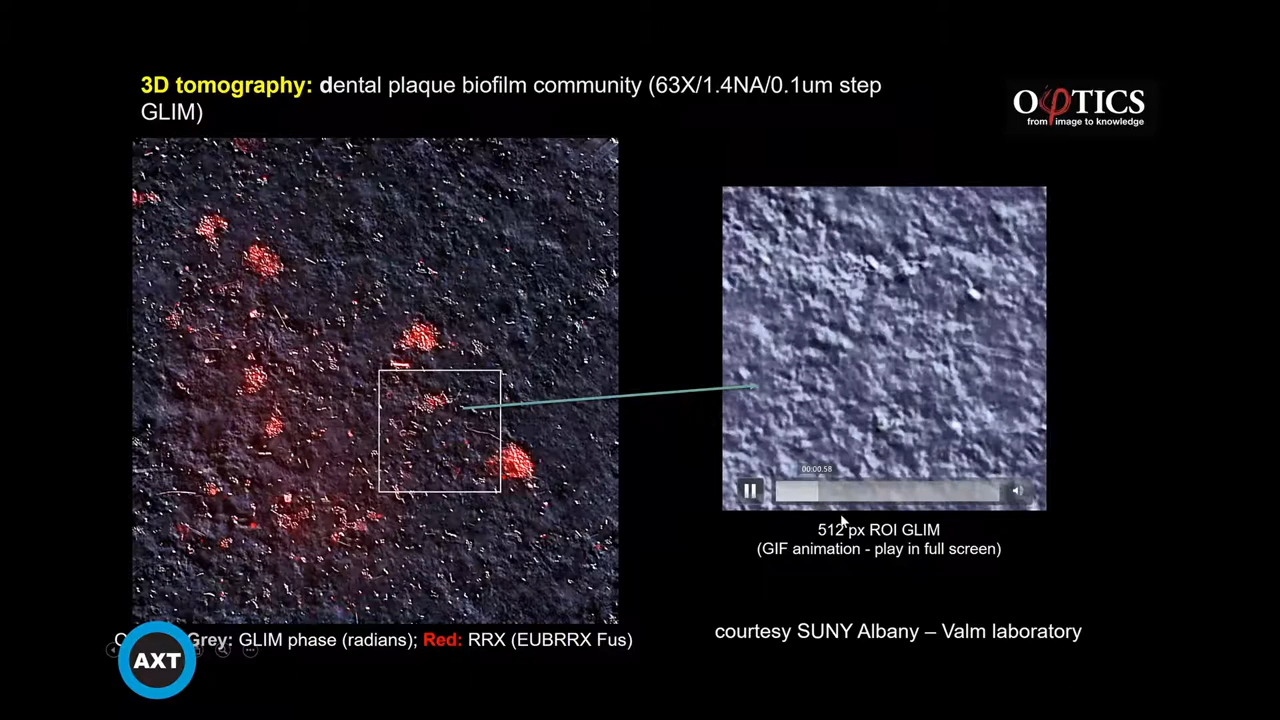 3D tomography: dental plaque biofilm community (63X/1.4NA/0.1um step
GLIM)
OφTICS
from image to knowledge
00:00.58
512 px ROI GLIM
(GIF animation - play in full screen)
Grey: GLIM phase (radians); Red: RRX (EUBRRX Fus)
courtesy SUNY Albany – Valm laboratory
AXT